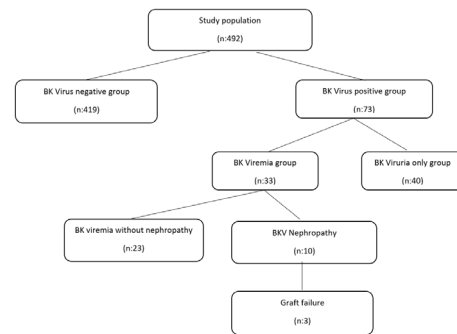 Study population
(n:492)
BK Virus negative group
(n:419)
BK Virus positive group
(n:73)
BK Viremia group
(n:33)
BK Viruria only group
(n:40)
BK viremia without nephropathy
(n:23)
BKV Nephropathy
(n:10)
Graft failure
(n:3)